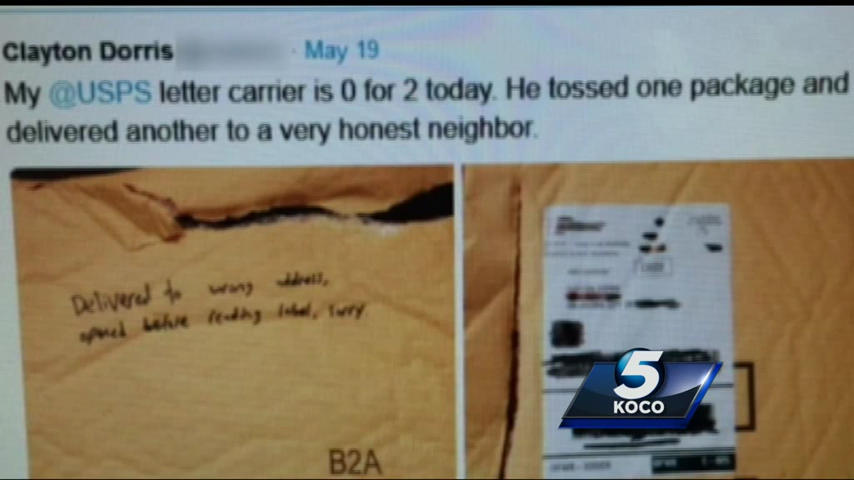 Clayton Dorris · May 19
My @USPS letter carrier is 0 for 2 today. He tossed one package and
delivered another to a very honest neighbor.
Delivered to wrong address,
opened before reading label, sorry
B2A
5
KOCO